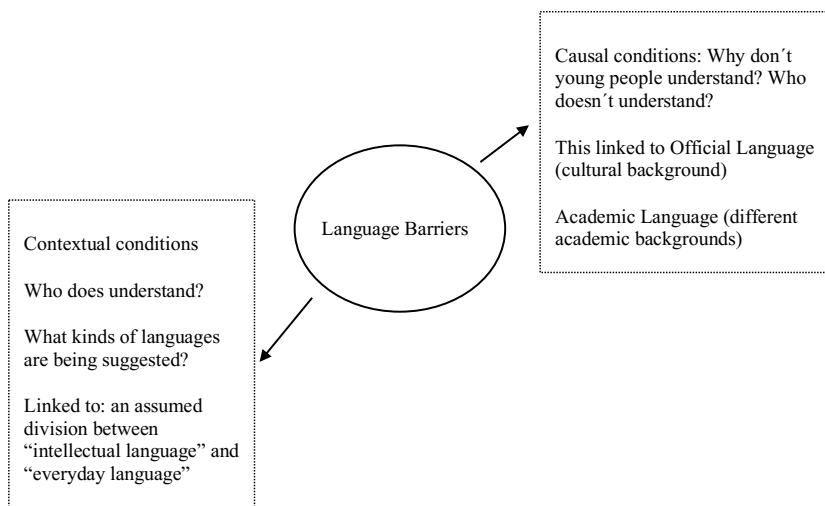 Causal conditions: Why don´t
young people understand? Who
doesn´t understand?
This linked to Official Language
(cultural background)
Academic Language (different
academic backgrounds)
Language Barriers
Contextual conditions
Who does understand?
What kinds of languages
are being suggested?
Linked to: an assumed
division between
“intellectual language” and
“everyday language”